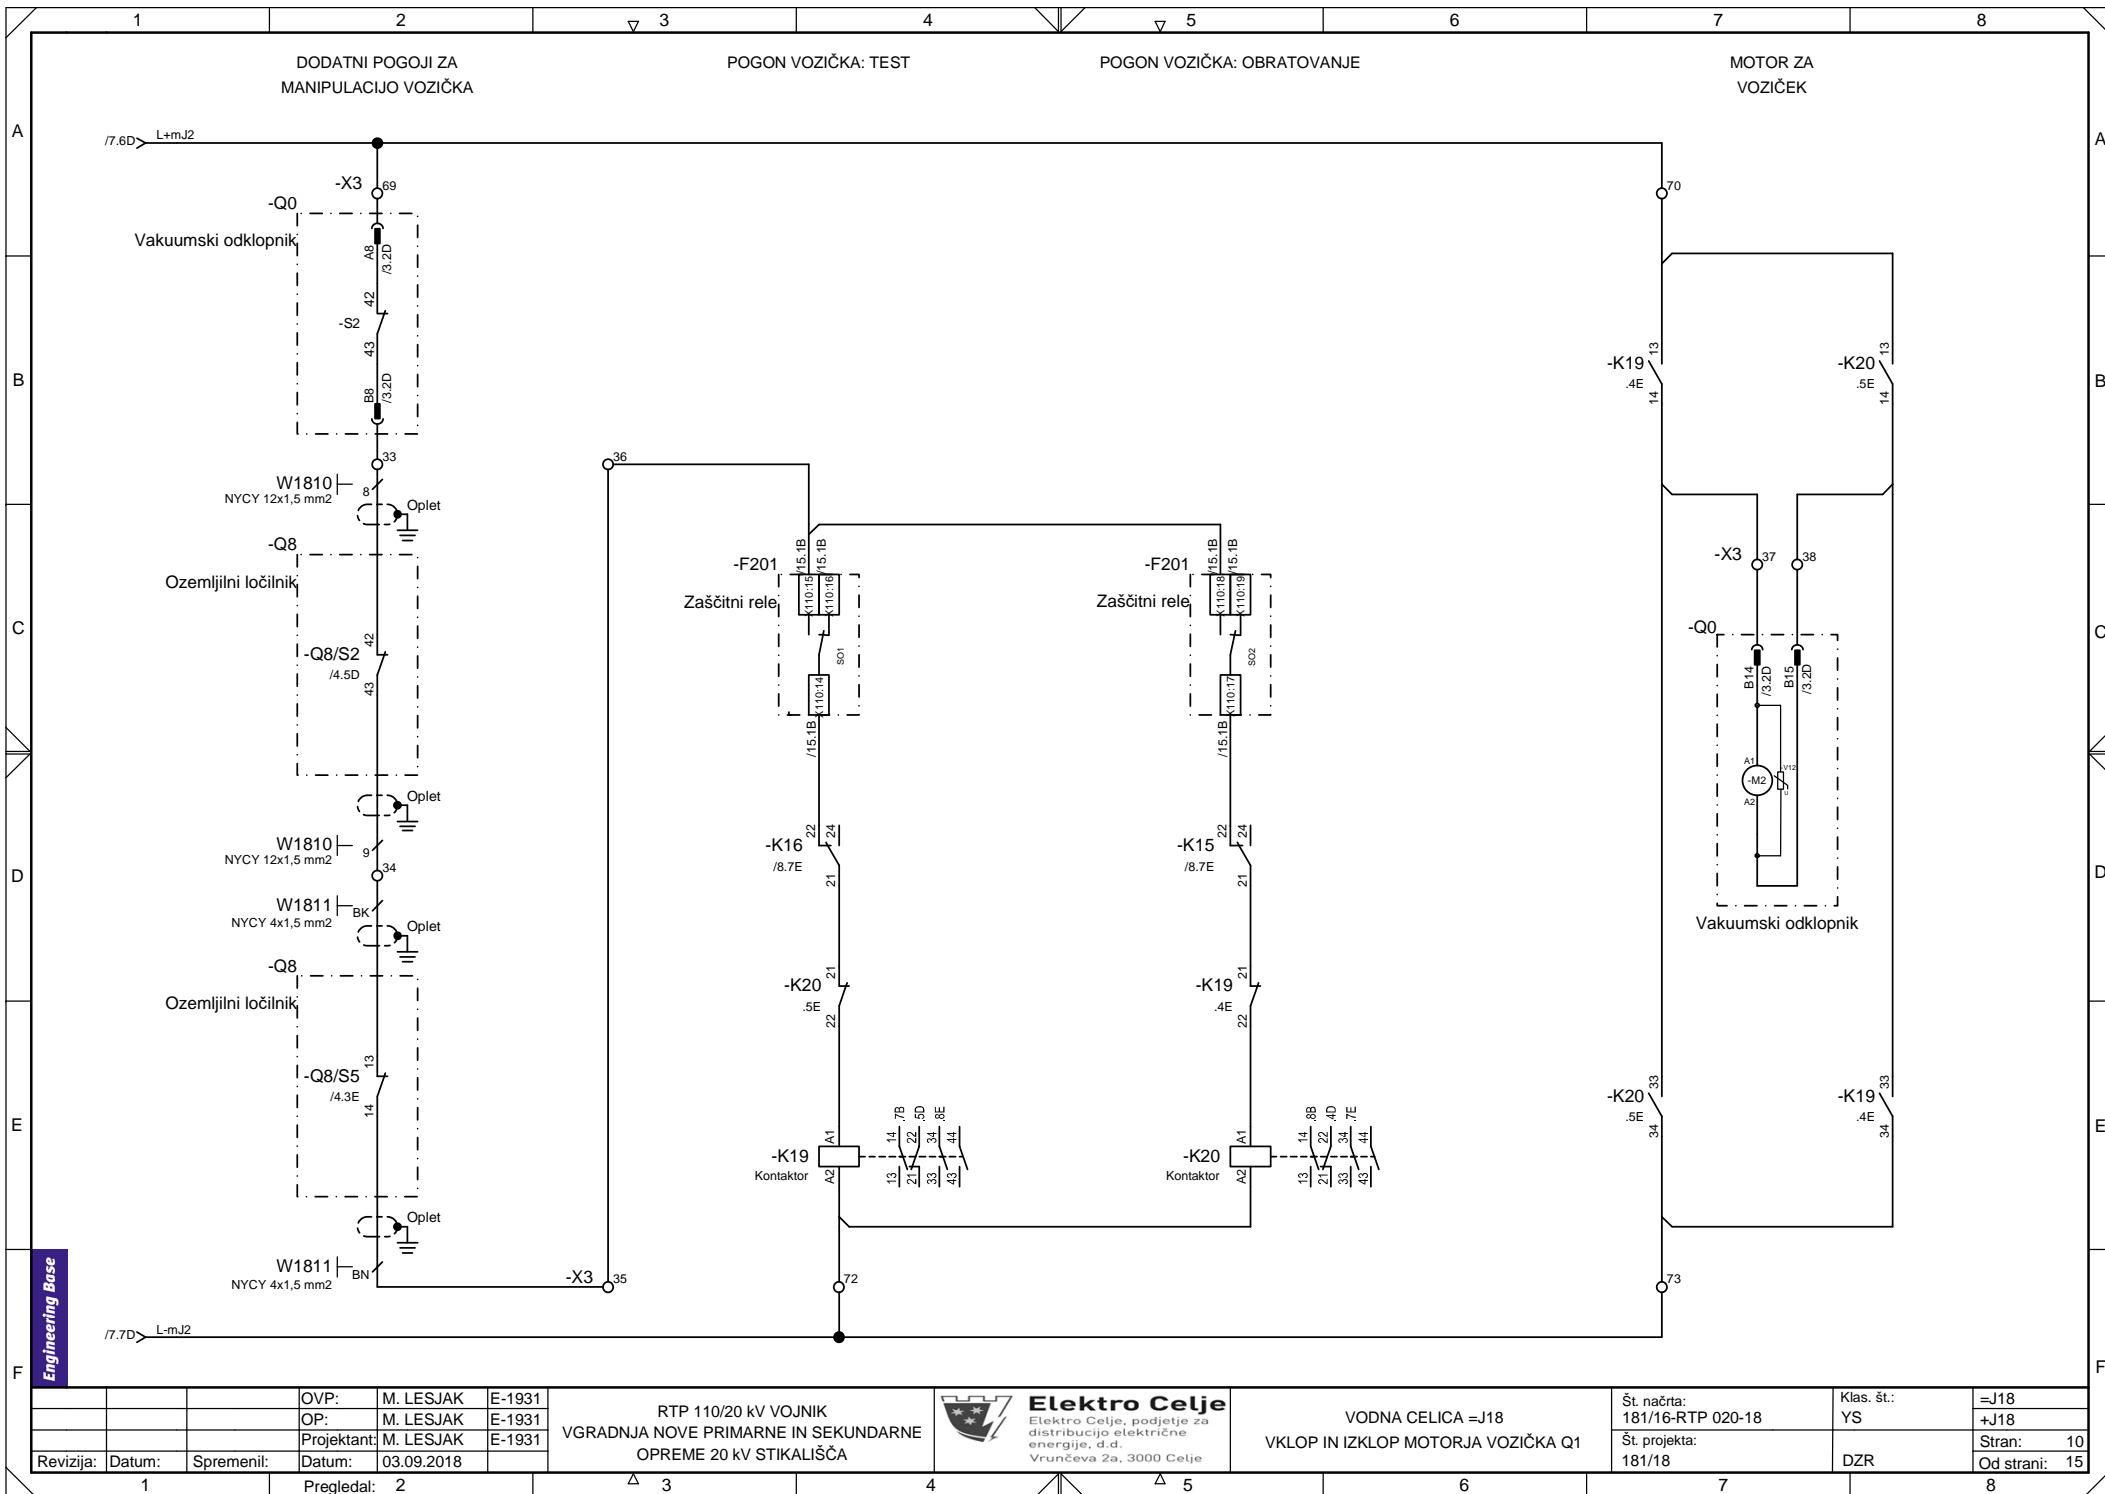 1 2 3 4 5 6 7 8
DODATNI POGOJI ZA
MANIPULACIJO VOZIČKA
POGON VOZIČKA: TEST
POGON VOZIČKA: OBRATOVANJE
MOTOR ZA
VOZIČEK
A
A
/7.6D
L+mJ2
-X3
69
70
-Q0
Vakuumski odklopnik
A8
/3.2D
42
-S2
43
B8
/3.2D
B
B
-K19
.4E
13
14
-K20
.5E
13
14
33
36
W1810
NYCY 12x1,5 mm2
8
Oplet
-Q8
Ozemljilni ločilnik
42
-Q8/S2
/4.5D
43
C
C
-F201
Zaščitni rele
/15.1B
/15.1B
X110:15
X110:16
SO1
X110:14
/15.1B
-F201
Zaščitni rele
/15.1B
/15.1B
X110:18
X110:19
SO2
X110:17
/15.1B
-X3
37
38
-Q0
B14
/3.2D
B15
/3.2D
A1
-M2
A2
-V12
U
Vakuumski odklopnik
Oplet
W1810
NYCY 12x1,5 mm2
9
34
D
D
W1811
NYCY 4x1,5 mm2
BK
Oplet
-K16
/8.7E
22
24
21
-K15
/8.7E
22
24
21
-Q8
Ozemljilni ločilnik
-K20
.5E
21
22
-K19
.4E
21
22
13
-Q8/S5
/4.3E
14
E
E
-K19
Kontaktor
A1
A2
14
22
34
44
.7B
.5D
.8E
13
21
33
43
-K20
Kontaktor
A1
A2
14
22
34
44
.8B
.4D
.7E
13
21
33
43
-K20
.5E
33
34
-K19
.4E
33
34
Oplet
W1811
NYCY 4x1,5 mm2
BN
-X3
35
72
73
/7.7D
L-mJ2
F
F
Engineering Base
OVP: M. LESJAK E-1931
OP: M. LESJAK E-1931
Projektant: M. LESJAK E-1931
Revizija: Datum: Spremenil: Datum: 03.09.2018
RTP 110/20 kV VOJNIK
VGRADNJA NOVE PRIMARNE IN SEKUNDARNE
OPREME 20 kV STIKALIŠČA
Elektro Celje
Elektro Celje, podjetje za
distribucijo električne
energije, d.d.
Vrunčeva 2a, 3000 Celje
VODNA CELICA =J18
VKLOP IN IZKLOP MOTORJA VOZIČKA Q1
Št. načrta:
181/16-RTP 020-18
Št. projekta:
181/18
Klas. št.:
YS
DZR
=J18
+J18
Stran: 10
Od strani: 15
1 Pregledal: 2 3 4 5 6 7 8